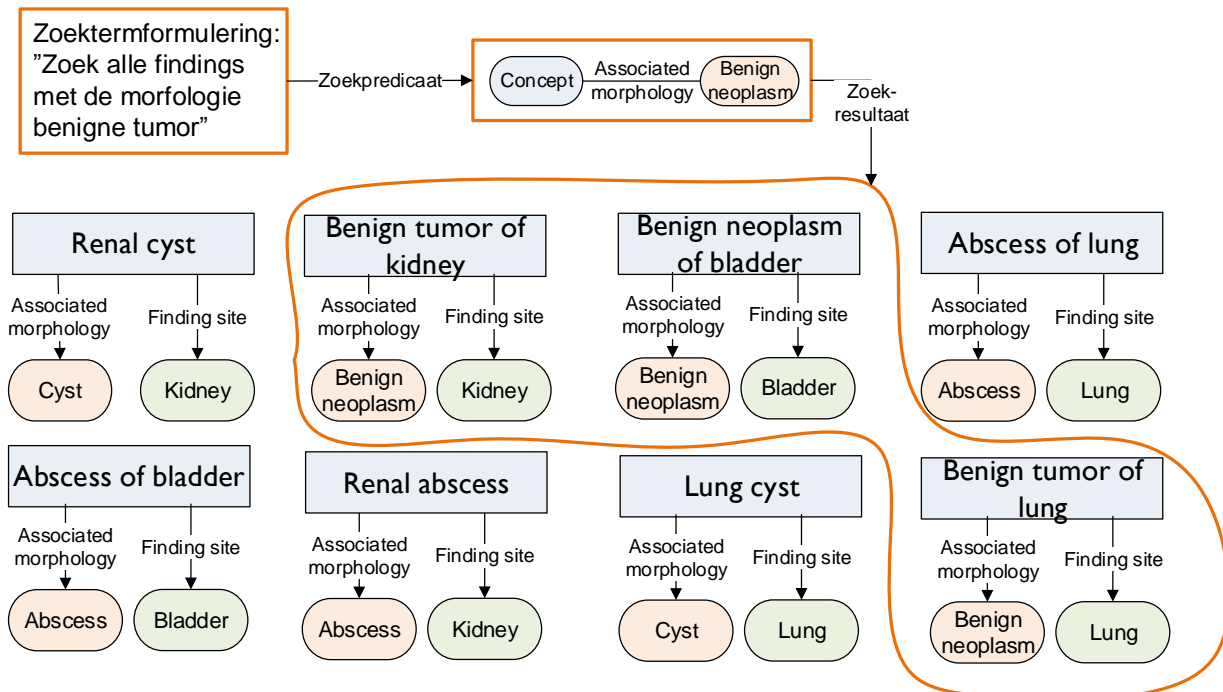 Zoektermformulering:
”Zoek alle findings
met de morfologie
benigne tumor”
Zoekpredicaat
Concept
Associated
morphology
Benign
neoplasm
Zoek-
resultaat
Renal cyst
Associated
morphology
Finding site
Cyst
Kidney
Benign tumor of
kidney
Associated
morphology
Finding site
Benign
neoplasm
Kidney
Benign neoplasm
of bladder
Associated
morphology
Finding site
Benign
neoplasm
Bladder
Abscess of lung
Associated
morphology
Finding site
Abscess
Lung
Abscess of bladder
Associated
morphology
Finding site
Abscess
Bladder
Renal abscess
Associated
morphology
Finding site
Abscess
Kidney
Lung cyst
Associated
morphology
Finding site
Cyst
Lung
Benign tumor of
lung
Associated
morphology
Finding site
Benign
neoplasm
Lung